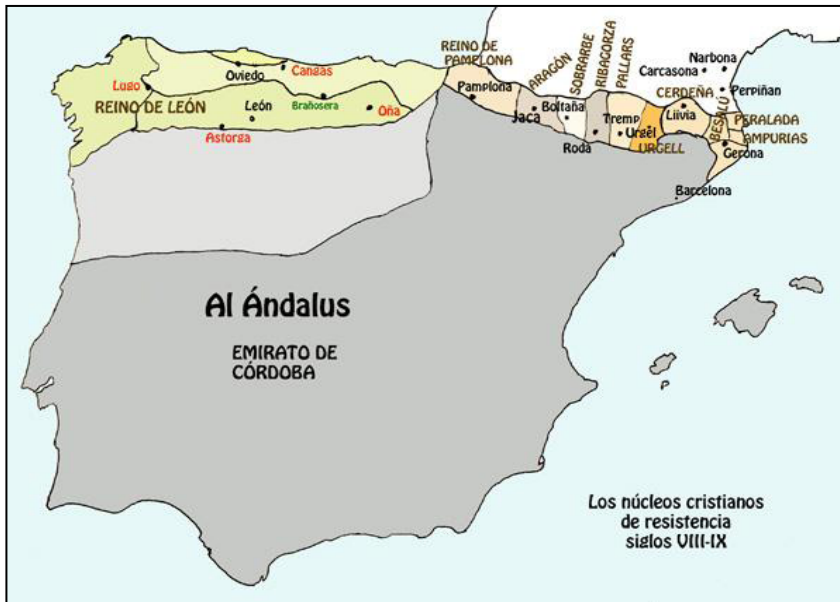 REINO DE
PAMPLONA
ARAGÓN
SOBRARBE
RIBAGORZA
PALLARS
Narbona
Carcasona
Oviedo
Cangas
Pamplona
CERDEÑA
Perpiñan
Lugo
REINO DE LEÓN
León
Brañosera
Oña
Astorga
Jaca
Boltaña
Roda
Tremp
Urgêl
URGELL
Llivia
BESALÚ
PERALADA
AMPURIAS
Gerona
Barcelona
Al Ándalus
EMIRATO DE
CÓRDOBA
Los núcleos cristianos
de resistencia
siglos VIII-IX